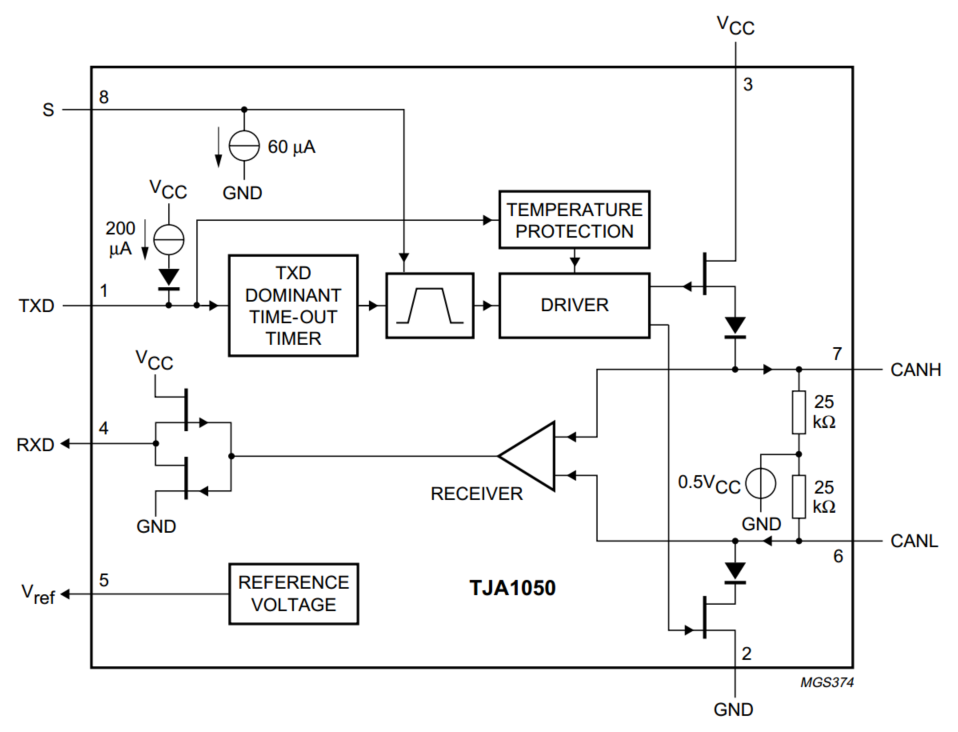 VCC
3
S
8
60 µA
GND
VCC
200
µA
TEMPERATURE
PROTECTION
TXD
1
TXD
DOMINANT
TIME-OUT
TIMER
DRIVER
VCC
7
CANH
25
kΩ
RXD
4
RECEIVER
0.5VCC
25
kΩ
GND
GND
CANL
6
Vref
5
REFERENCE
VOLTAGE
TJA1050
2
MGS374
GND